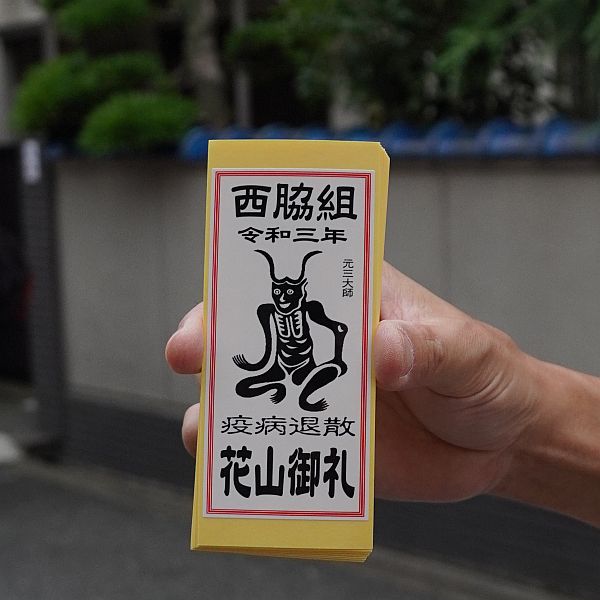 西脇組
令和三年
元三大師
疫病退散
花山御札